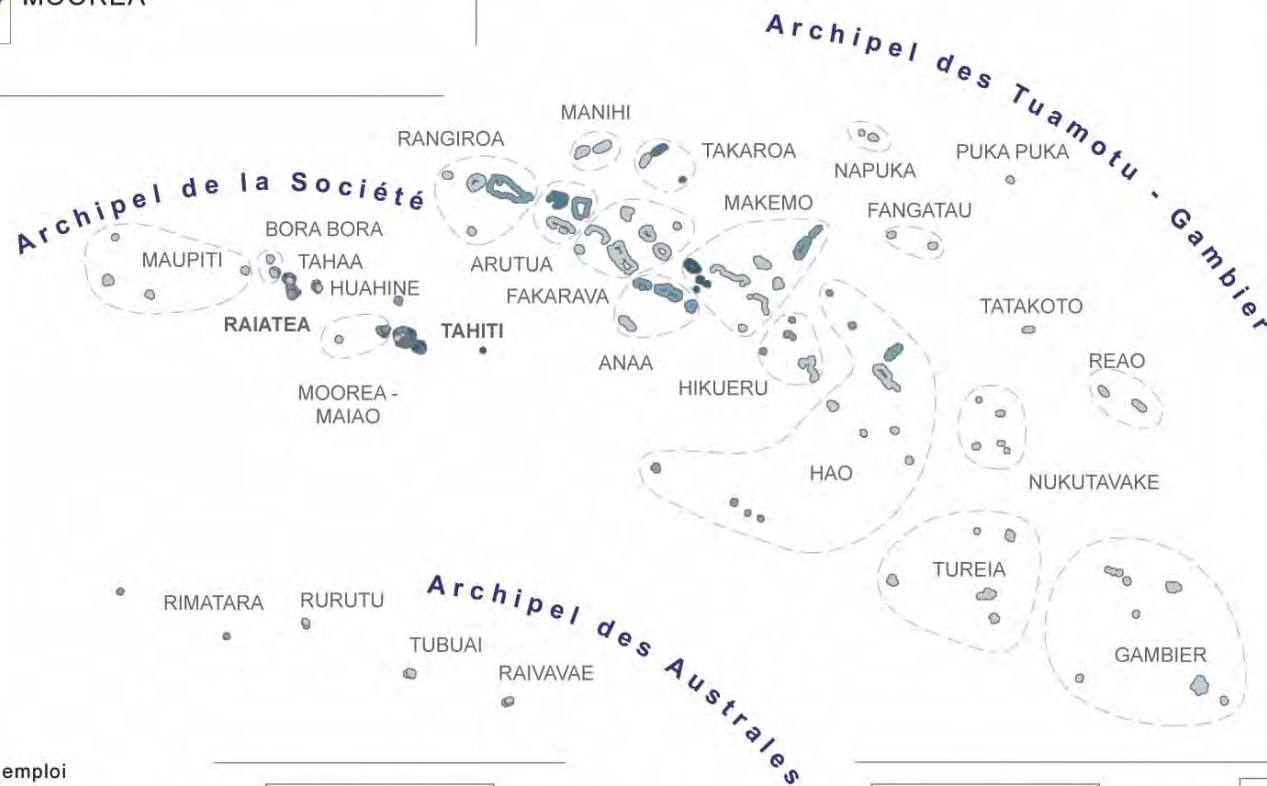 MOOREA
Archipel des Tuamotu - Gambier
MANIHI
RANGIROA
TAKAROA
NAPUKA
PUKA PUKA
Archipel de la Société
MAKEMO
FANGATAU
BORA BORA
MAUPITI
TAHAA
ARUTUA
HUAHINE
FAKARAVA
TATAKOTO
RAIATEA
TAHITI
ANAA
REAO
HIKUERU
MOOREA -
MAIAO
HAO
NUKUTAVAKE
TUREIA
Archipel des Australes
RIMATARA
RURUTU
TUBUAI
GAMBIER
RAIVAVAE
emploi